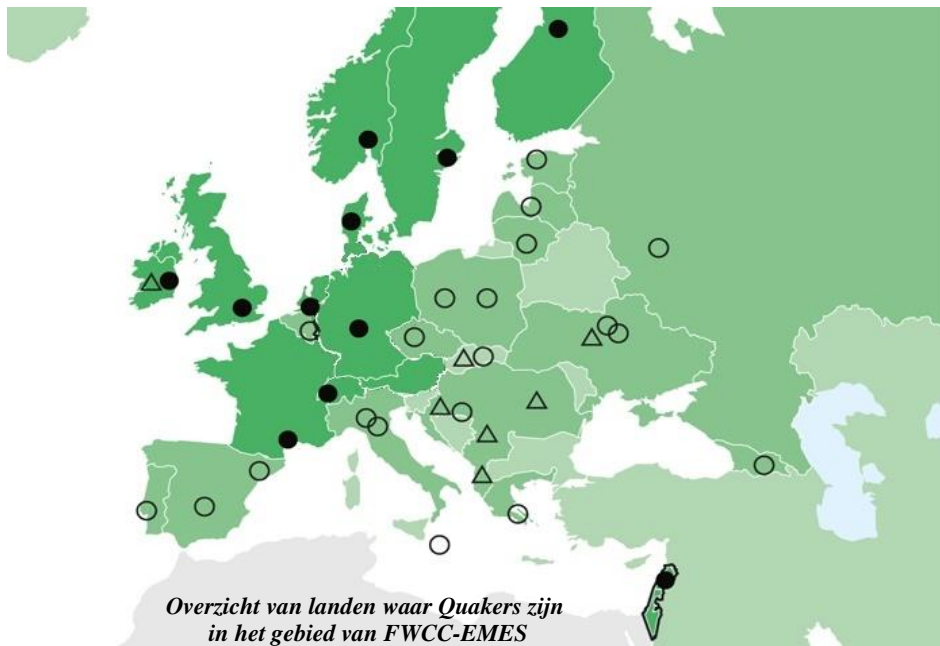 Overzicht van landen waar Quakers zijn
in het gebied van FWCC-EMES